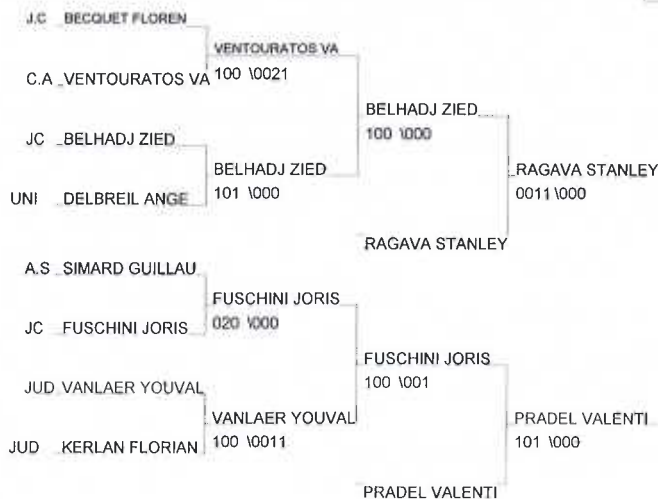 J.C BECQUET FLOREN
VENTOURATOS VA
100 \0021
C.A VENTOURATOS VA
BELHADJ ZIED
100 \000
JC BELHADJ ZIED
BELHADJ ZIED
101 \000
UNI DELBREIL ANGE
RAGAVA STANLEY
0011 \000
RAGAVA STANLEY
A.S SIMARD GUILLAU
FUSCHINI JORIS
020 \000
JC FUSCHINI JORIS
FUSCHINI JORIS
100 \001
JUD VANLAER YOUVAL
VANLAER YOUVAL
100 \0011
JUD KERLAN FLORIAN
PRADEL VALENTI
101 \000
PRADEL VALENTI